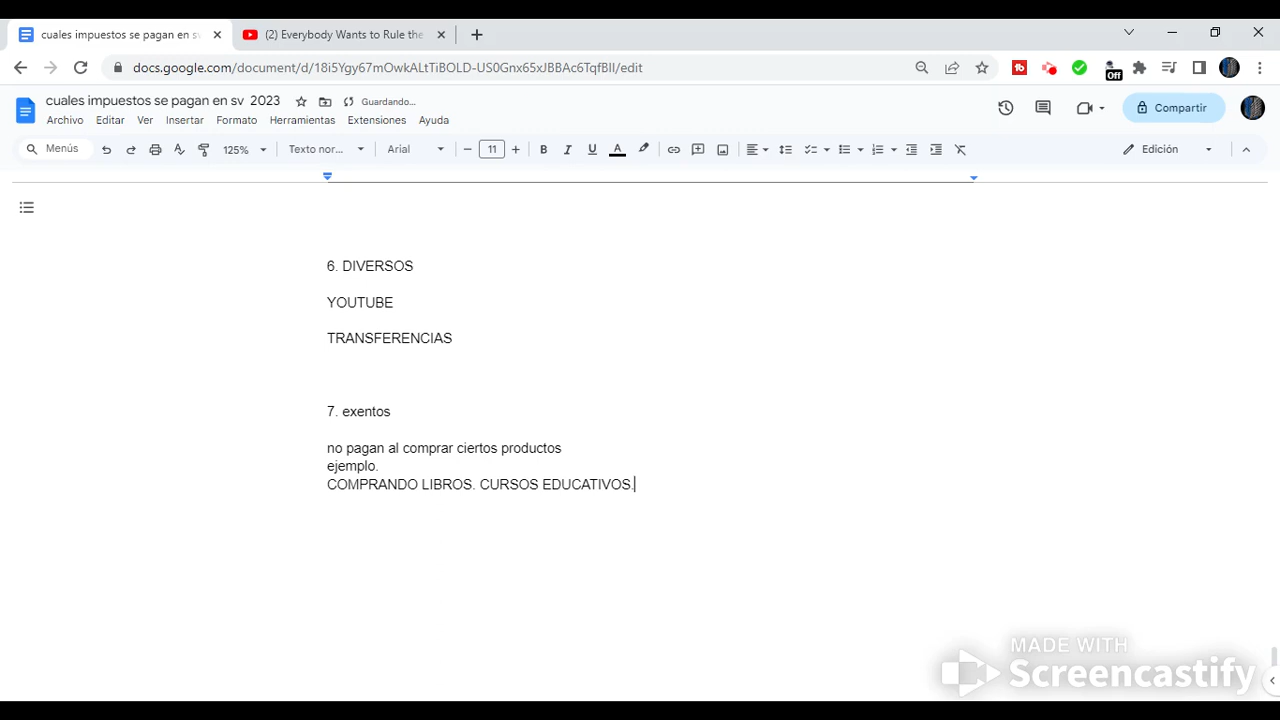 cuales impuestos se pagan en sv
(2) Everybody Wants to Rule the
docs.google.com/document/d/18i5Ygv67mOwkALtTiBOLD-US0Gnx65xJBBAc6TqfBlI/edit
Off
cuales impuestos se pagan en sv 2023
Guardando...
Archivo Editar Ver Insertar Formato Herramientas Extensiones Ayuda
Compartir
Menús 125% Texto nor... Arial 11 B I U A Edición
6. DIVERSOS
YOUTUBE
TRANSFERENCIAS
7. exentos
no pagan al comprar ciertos productos
ejemplo.
COMPRANDO LIBROS. CURSOS EDUCATIVOS.
MADE WITH
Screencastify